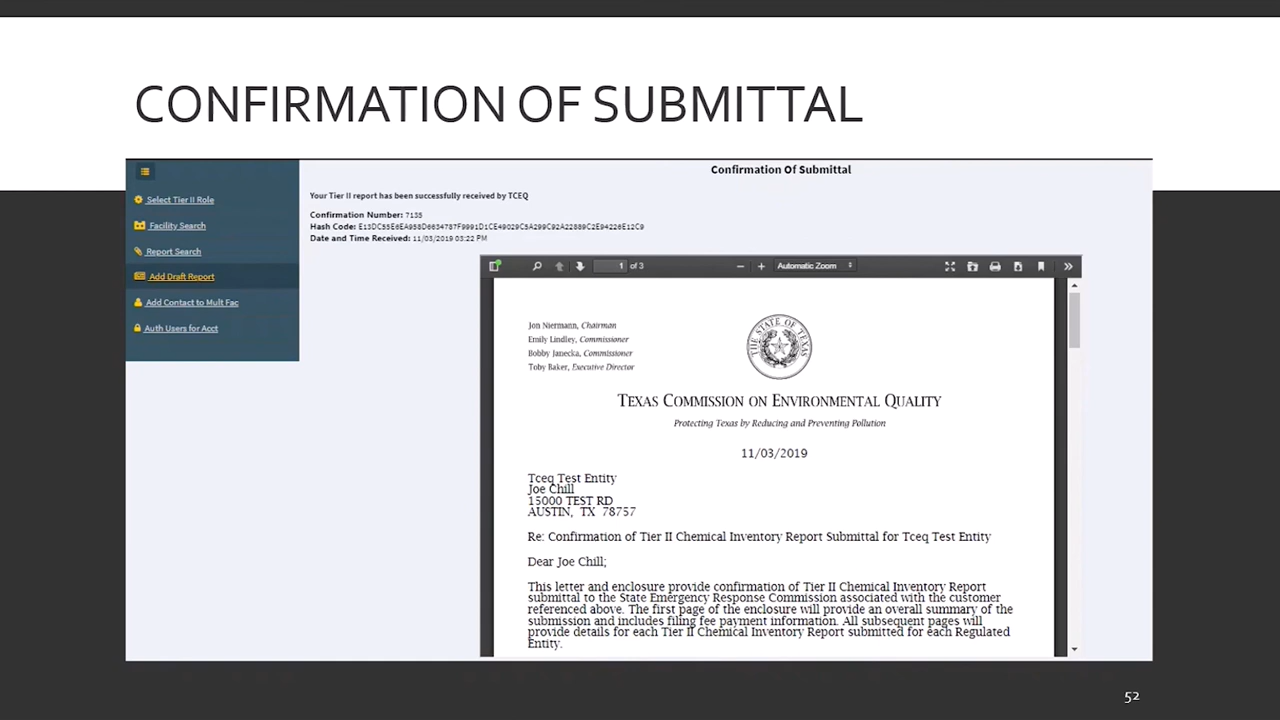 CONFIRMATION OF SUBMITTAL
Confirmation Of Submittal
Select Tier II Role
Facility Search
Report Search
Add Draft Report
Add Contact to Mult Fac
Auth Users for Acct
Your Tier II report has been successfully received by TCEQ
Confirmation Number: 7135
Hash Code:
Date and Time Received: 11/03/2019 03:22 PM
1 of 3
Automatic Zoom
Jon Niermann, Chairman
Emily Lindley, Commissioner
Bobby Janecka, Commissioner
Toby Baker, Executive Director
THE STATE OF TEXAS
TEXAS COMMISSION ON ENVIRONMENTAL QUALITY
Protecting Texas by Reducing and Preventing Pollution
11/03/2019
Tceq Test Entity
Joe Chill
15000 TEST RD
AUSTIN, TX 78757
Re: Confirmation of Tier II Chemical Inventory Report Submittal for Tceq Test Entity
Dear Joe Chill;
This letter and enclosure provide confirmation of Tier II Chemical Inventory Report
submittal to the State Emergency Response Commission associated with the customer
referenced above. The first page of the enclosure will provide an overall summary of the
submission and includes filing fee payment information. All subsequent pages will
provide details for each Tier II Chemical Inventory Report submitted for each Regulated
Entity.
52